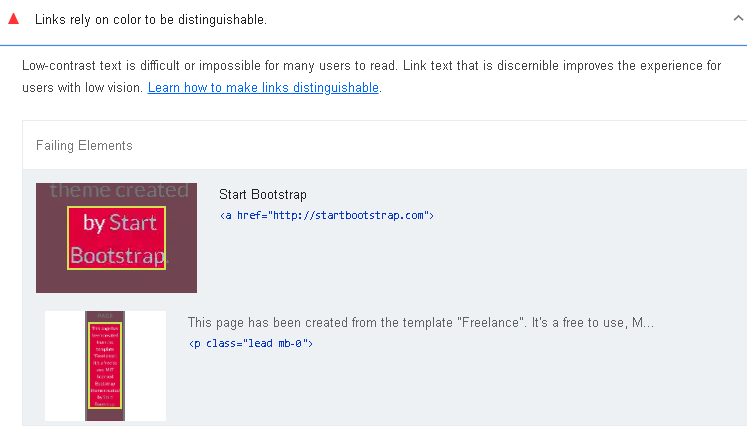 Links rely on color to be distinguishable.
Low-contrast text is difficult or impossible for many users to read. Link text that is discernible improves the experience for
users with low vision. Learn how to make links distinguishable.
Failing Elements
theme created
by Start
Bootstrap.
Start Bootstrap
<a href="http://startbootstrap.com">
This page has been created from the template "Freelance". It's a free to use, M...
<p class="lead mb-0">